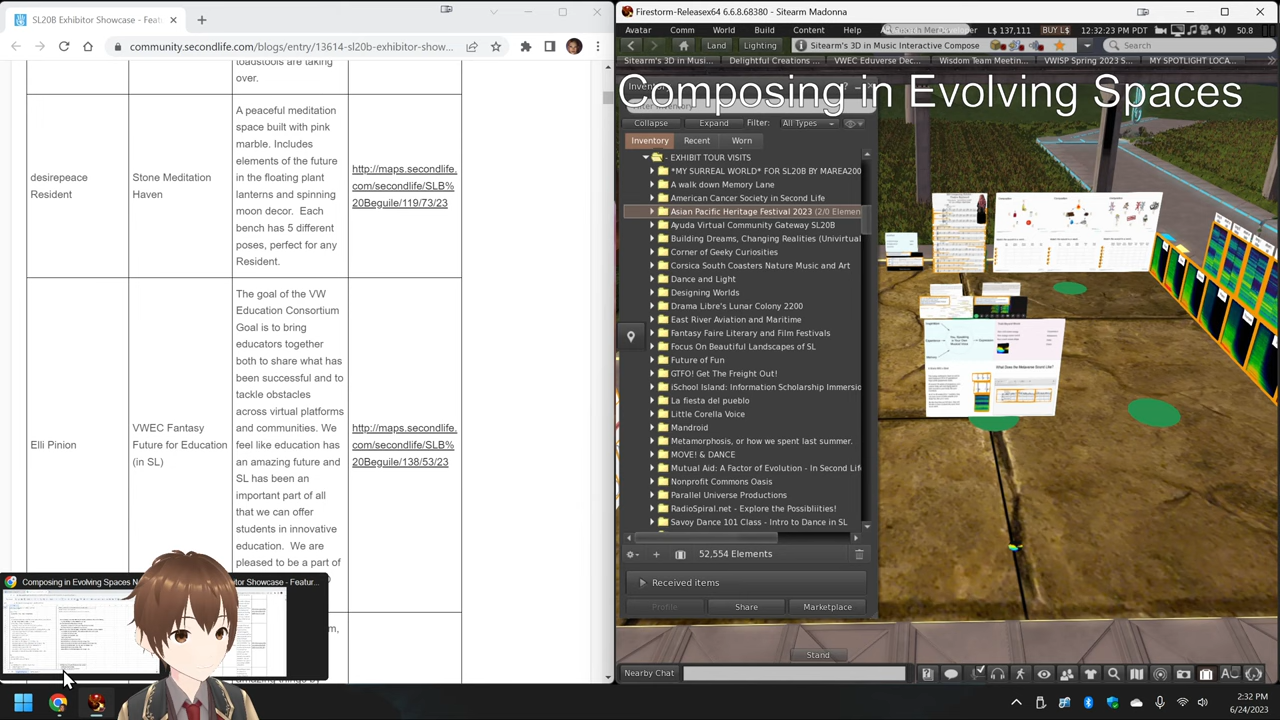 SL20B Exhibitor Showcase - Feat
Firestorm-Releasex64 6.6.8.68380 - Sitearm Madonna
community.secondlife.com/blogs/entry/13614-sl20b-exhibitor-show...
Avatar Comm World Build Content Help
L$ 137,111 BUY L$ 12:32:23 PM PDT 50.8
Land Lighting Sitearm's 3D in Music Interactive Compose Search
Sitearm's 3D in Music... Delightful Creations ... VWEC Eduverse Dec... Wisdom Team Meetin... VWISP Spring 2023 S... MY SPOTLIGHT LOCA...
Composing in Evolving Spaces
toadstools are taking
over.
desirepeace
Resident
Stone Meditation
Haven
A peaceful meditation
space built with pink
marble. Includes
elements of the future
in the floating plant
lanterns and spinning
moon decor. Each
bench has 5 different
poses, perfect for any
Resident.
http://maps.secondlife.
com/secondlife/SLB%
20Beguile/119/73/23
Elli Pinion
VWEC Fantasy
Future for Education
(in SL)
The goal of the VW
Education Consortium
Goal is to bring
educators together
both to share what has
been successful and to
tackle obstacles
across virtual platforms
and communities. We
feel like education has
an amazing future and
SL has been an
important part of all
that we can offer
students in innovative
education. We are
pleased to be a part of
http://maps.secondlife.
com/secondlife/SLB%
20Beguile/138/53/23
Collapse Expand Filter: All Types
Inventory Recent Worn
- EXHIBIT TOUR VISITS
*MY SURREAL WORLD* FOR SL20B BY MAREA200
A walk down Memory Lane
American Cancer Society in Second Life
Asian Pacific Heritage Festival 2023 (2/0 Elemen
Ayuda Virtual Community Gateway SL20B
Building Dreams, Changing Realities (Univirtual
Corner of Geeky Curiosities
Corsica South Coasters Nature Music and Art
Dance and Light
Designing Worlds
Drama Libre's Lunar Colony 2200
East River Aviation and Maritime
Fantasy Faire Literary and Film Festivals
Focus On Beautiful Landscapes of SL
Future of Fun
GTFO! Get The Freight Out!
iSchool Island: Information Scholarship Immersio
La fiesta del pueblo
Little Corella Voice
Mandroid
Metamorphosis, or how we spent last summer.
MOVE! & DANCE
Mutual Aid: A Factor of Evolution - In Second Lif
Nonprofit Commons Oasis
Parallel Universe Productions
RadioSpiral.net - Explore the Possibliities!
Savoy Dance 101 Class - Intro to Dance in SL
52,554 Elements
Received items
Profile Share Marketplace
What Does the Metaverse Sound Like?
Stand
Nearby Chat
Composing in Evolving Spaces N
itor Showcase - Featur...
2:32 PM
6/24/2023